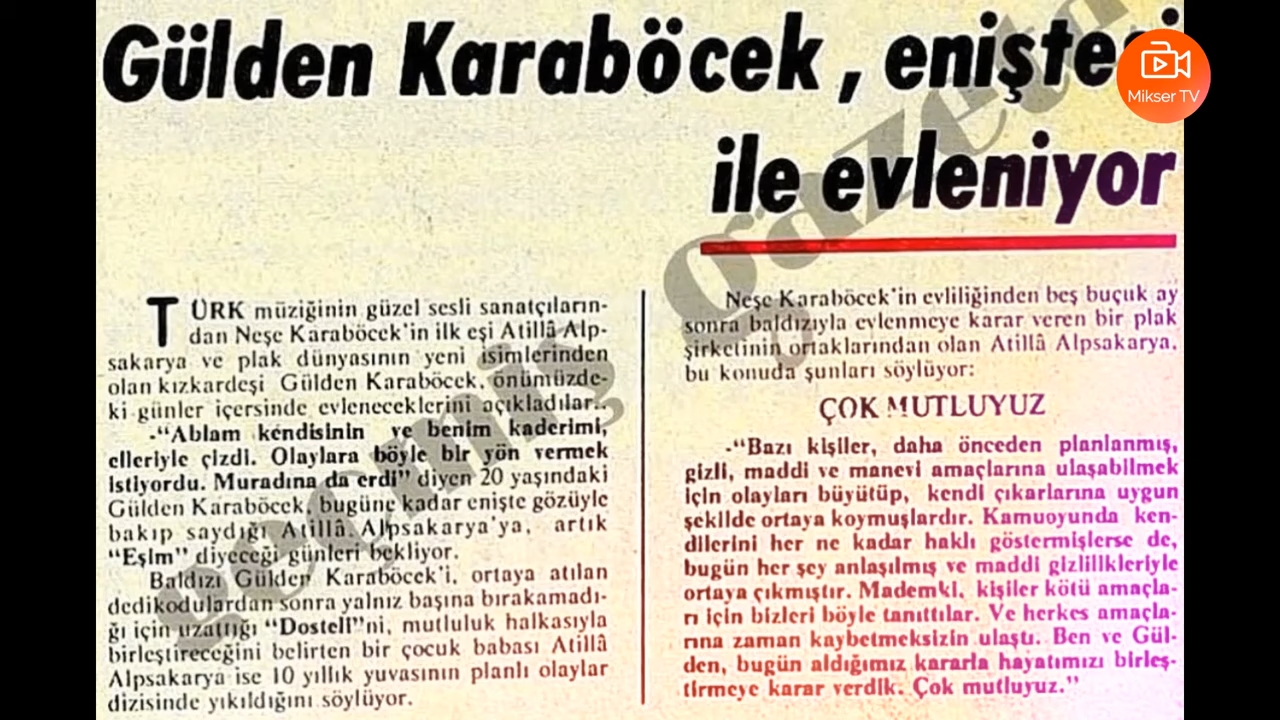 Gülden Karaböcek, eniştesi
ile evleniyor
Mikser TV
TÜRK müziğinin güzel sesli sanatçıların-
dan Neşe Karaböcek'in ilk eşi Atillâ Alp-
sakarya ve plak dünyasının yeni isimlerinden
olan kızkardeşi Gülden Karaböcek, önümüzde-
ki günler içersinde evleneceklerini açıkladılar..
-“Ablam kendisinin ve benim kaderimi,
elleriyle çizdi. Olaylara böyle bir yön vermek
istiyordu. Muradına da erdi” diyen 20 yaşındaki
Gülden Karaböcek, bugüne kadar enişte gözüyle
bakıp saydığı Atillâ Alpsakarya'ya, artık
“Eşim” diyeceği günleri bekliyor.
Baldızı Gülden Karaböcek'i, ortaya atılan
dedikodulardan sonra yalnız başına bırakamadı-
ğı için uzattığı “Dosteli”ni, mutluluk halkasıyla
birleştireceğini belirten bir çocuk babası Atillâ
Alpsakarya ise 10 yıllık yuvasının planlı olaylar
dizisinde yıkıldığını söylüyor.
Neşe Karaböcek'in evliliğinden beş buçuk ay
sonra baldızıyla evlenmeye karar veren bir plak
şirketinin ortaklarından olan Atillâ Alpsakarya,
bu konuda şunları söylüyor:
ÇOK MUTLUYUZ
-“Bazı kişiler, daha önceden planlanmış,
gizli, maddi ve manevi amaçlarına ulaşabilmek
için olayları büyütüp, kendi çıkarlarına uygun
şekilde ortaya koymuşlardır. Kamuoyunda ken-
dilerini her ne kadar haklı göstermişlerse de,
bugün her şey anlaşılmış ve maddi gizlilikleriyle
ortaya çıkmıştır. Mademki, kişiler kötü amaçla-
rı için bizleri böyle tanıttılar. Ve herkes amaçla-
rına zaman kaybetmeksizin ulaştı. Ben ve Gül-
den, bugün aldığımız kararla hayatımızı birleş-
tirmeye karar verdik. Çok mutluyuz.”
geçmiş gazete